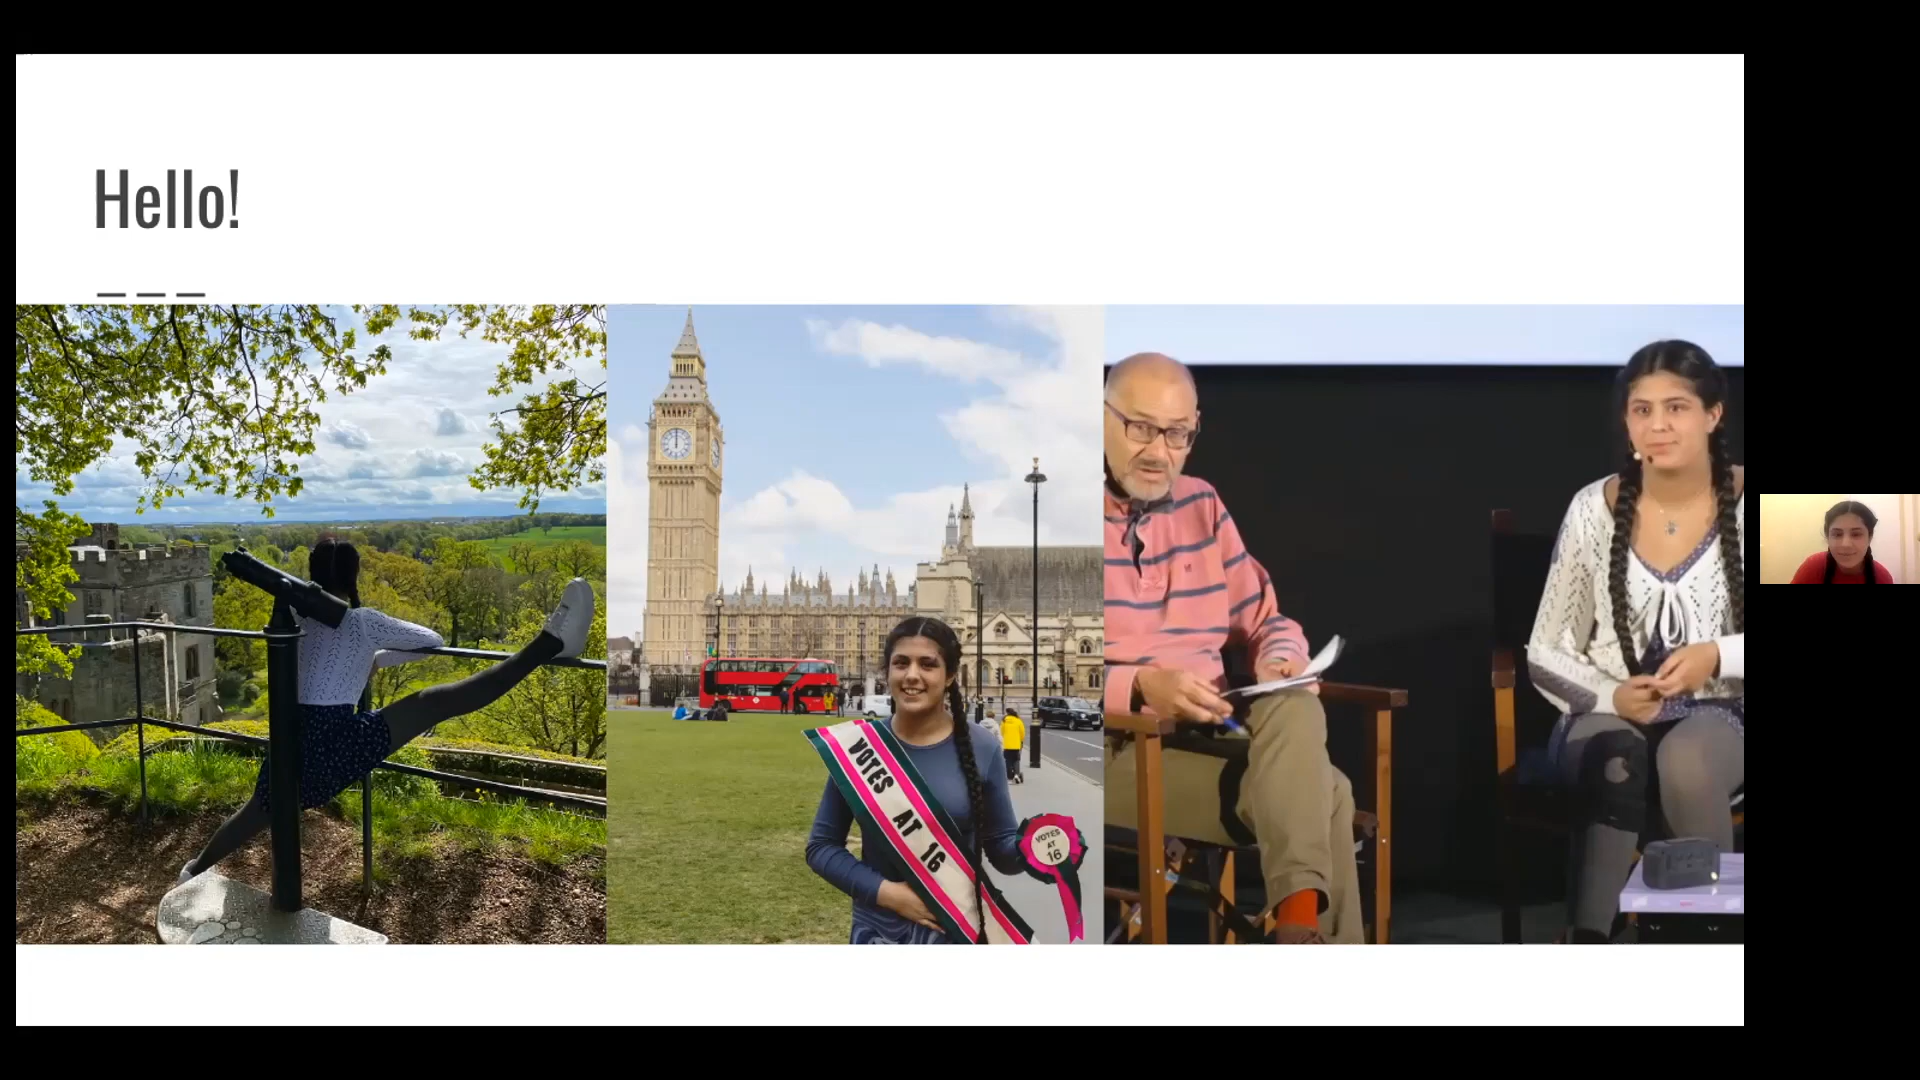 Hello!
VOTES AT 16
VOTES
AT
16